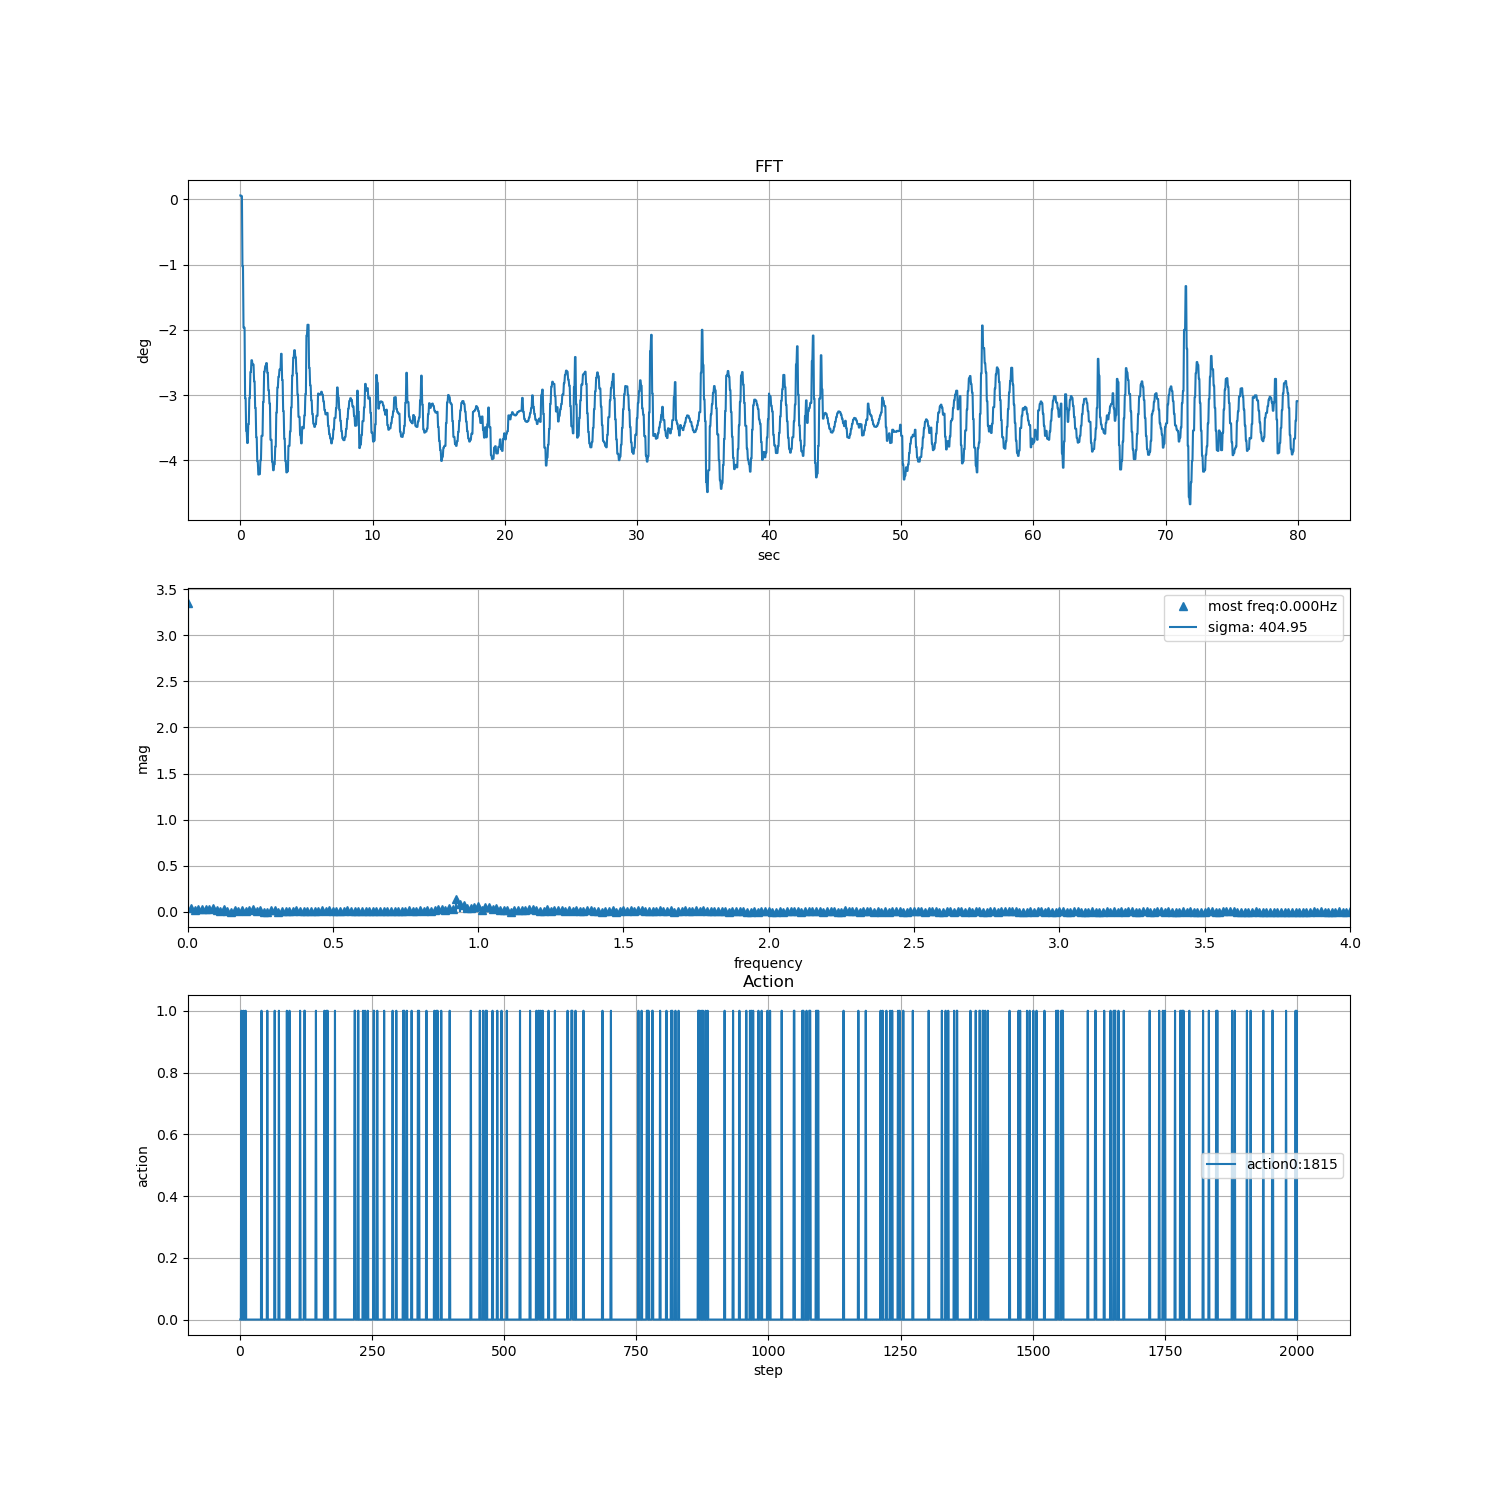 FFT
0
−1
−2
−3
−4
deg
0 10 20 30 40 50 60 70 80
sec
3.5
3.0
2.5
2.0
1.5
1.0
0.5
0.0
mag
most freq:0.000Hz
sigma: 404.95
0.0 0.5 1.0 1.5 2.0 2.5 3.0 3.5 4.0
frequency
Action
1.0
0.8
0.6
0.4
0.2
0.0
action
action0:1815
0 250 500 750 1000 1250 1500 1750 2000
step